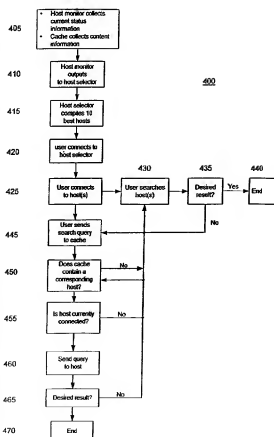 405
• Host monitor collects
current status
information
• Cache collects content
information
410
Host monitor
outputs
to host selector
400
415
Host selector
compiles 10
best hosts
420
user connects to
host selector
430
435
440
425
User connects
to host(s)
User searches
host(s)
Desired
result?
Yes
End
No
445
User sends
search query
to cache
450
Does cache
contain a
corresponding
host?
No
455
Is host currently
connected?
No
460
Send query
to host
465
Desired result?
No
470
End